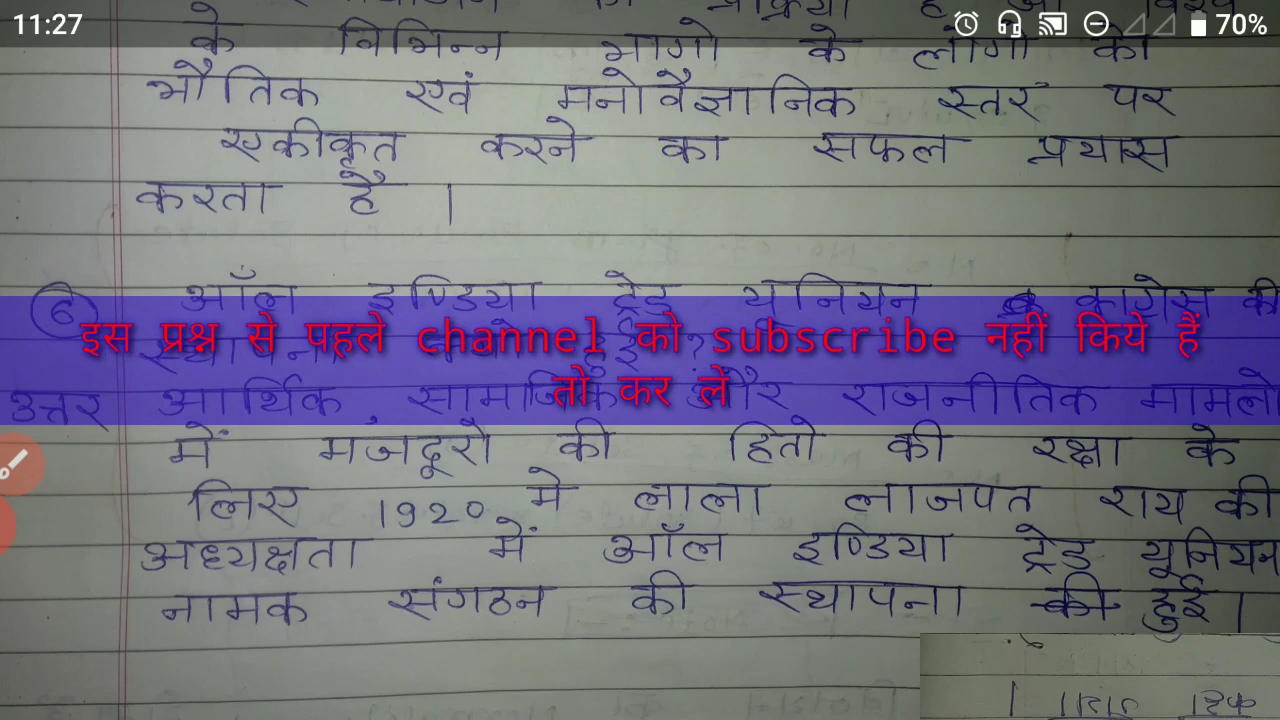 11:27 70%
के विभिन्न भागो के लोगो को
भौतिक एवं मनोवैज्ञानिक स्तर पर
एकीकृत करने का सफल प्रयास
करता है ।
6 ऑल इण्डिया ट्रेड यूनियन कांग्रेस की
स्थापना हुई ?
इस प्रश्न से पहले channel को subscribe नहीं किये हैं
तो कर लें
उत्तर आर्थिक, सामाजिक और राजनीतिक मामलो
में मजदूरो की हितो की रक्षा के
लिए 1920 मे लाला लाजपत राय की
अध्यक्षता में ऑल इण्डिया ट्रेड यूनियन
नामक संगठन की स्थापना की हुई ।